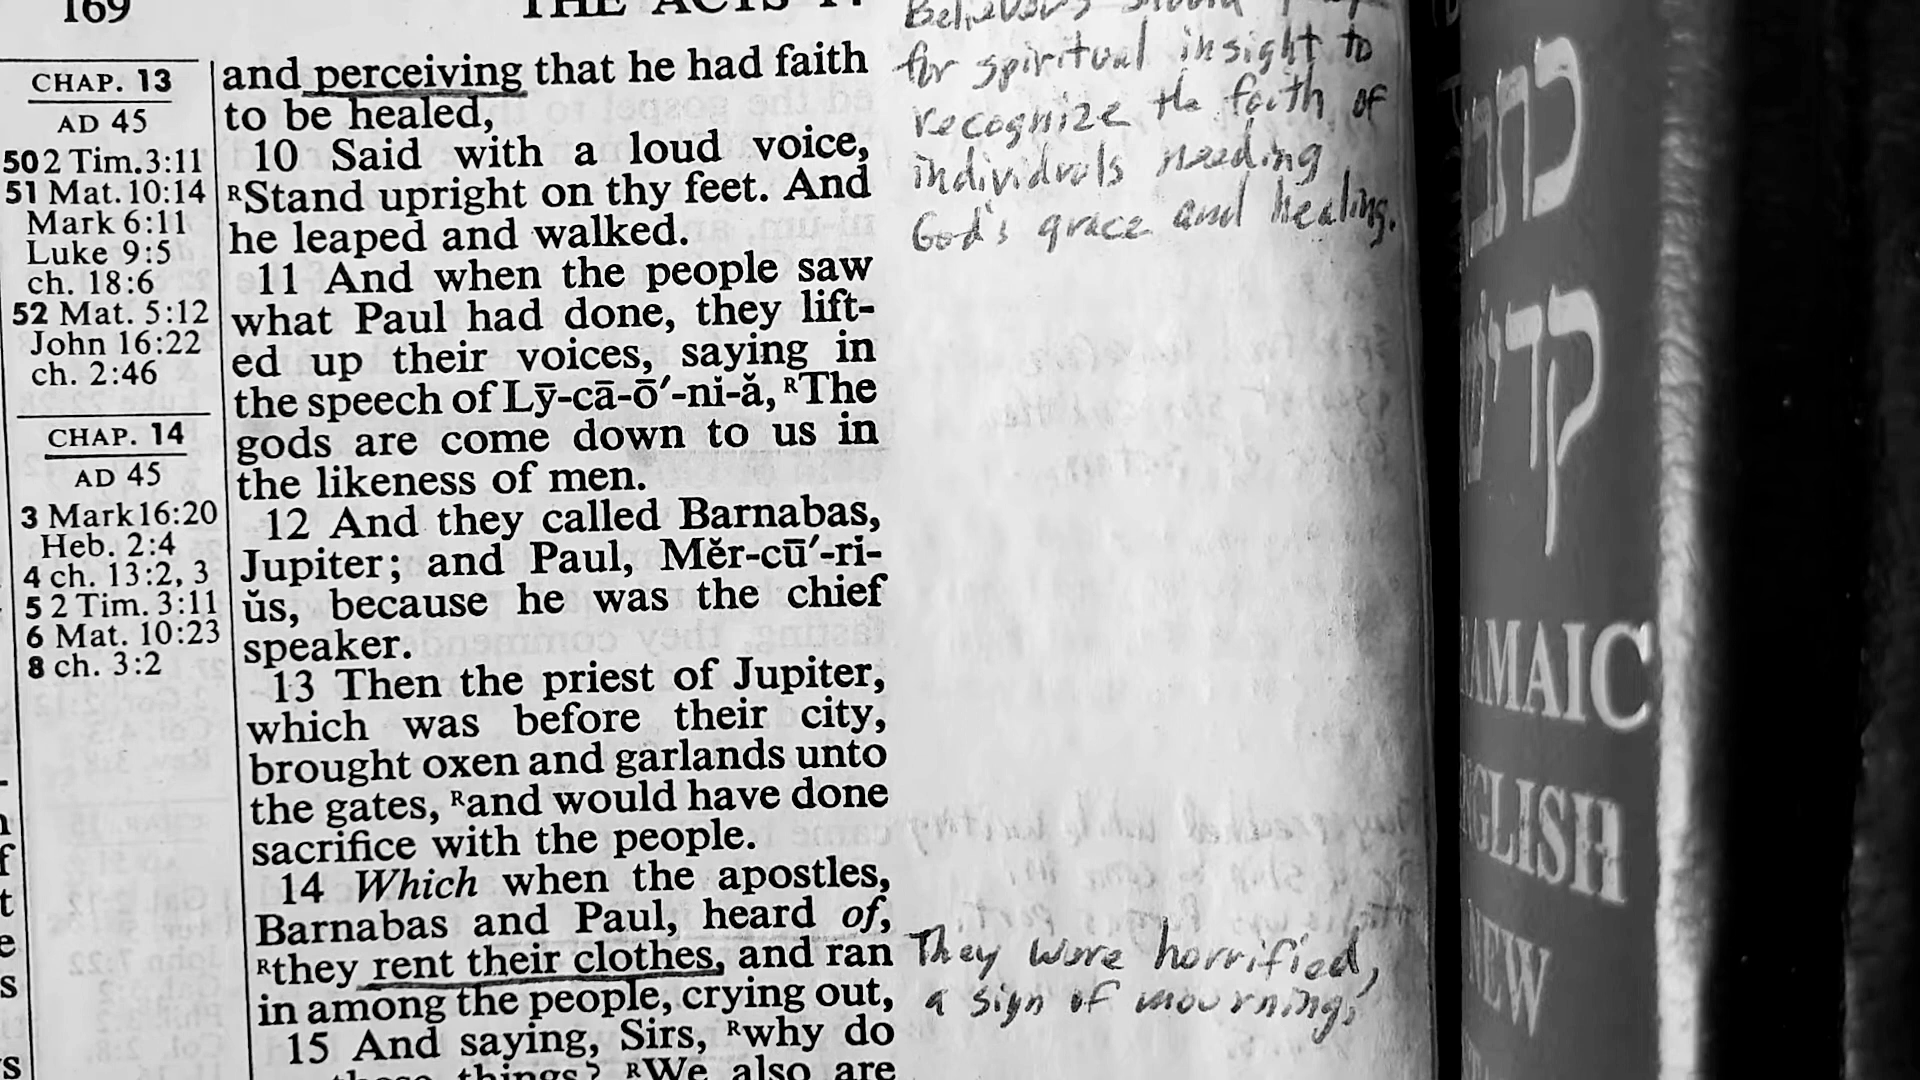 169
THE ACTS
CHAP. 13
AD 45
50 2 Tim. 3:11
51 Mat. 10:14
Mark 6:11
Luke 9:5
ch. 18:6
52 Mat. 5:12
John 16:22
ch. 2:46
CHAP. 14
AD 45
3 Mark 16:20
Heb. 2:4
4 ch. 13:2, 3
5 2 Tim. 3:11
6 Mat. 10:23
8 ch. 3:2
and perceiving that he had faith
to be healed,
10 Said with a loud voice,
ᴿStand upright on thy feet. And
he leaped and walked.
11 And when the people saw
what Paul had done, they lift-
ed up their voices, saying in
the speech of Lȳ-cā-ō′-ni-ă, ᴿThe
gods are come down to us in
the likeness of men.
12 And they called Barnabas,
Jupiter; and Paul, Mĕr-cū′-ri-
ŭs, because he was the chief
speaker.
13 Then the priest of Jupiter,
which was before their city,
brought oxen and garlands unto
the gates, ᴿand would have done
sacrifice with the people.
14 Which when the apostles,
Barnabas and Paul, heard of,
ᴿthey rent their clothes, and ran
in among the people, crying out,
15 And saying, Sirs, ᴿwhy do
these things? ᴿWe also are
Believers should
for spiritual insight to
recognize the faith of
individuals needing
God's grace and healing.
They were horrified,
a sign of mourning,
כתבי
AMAIC
GLISH
NEW